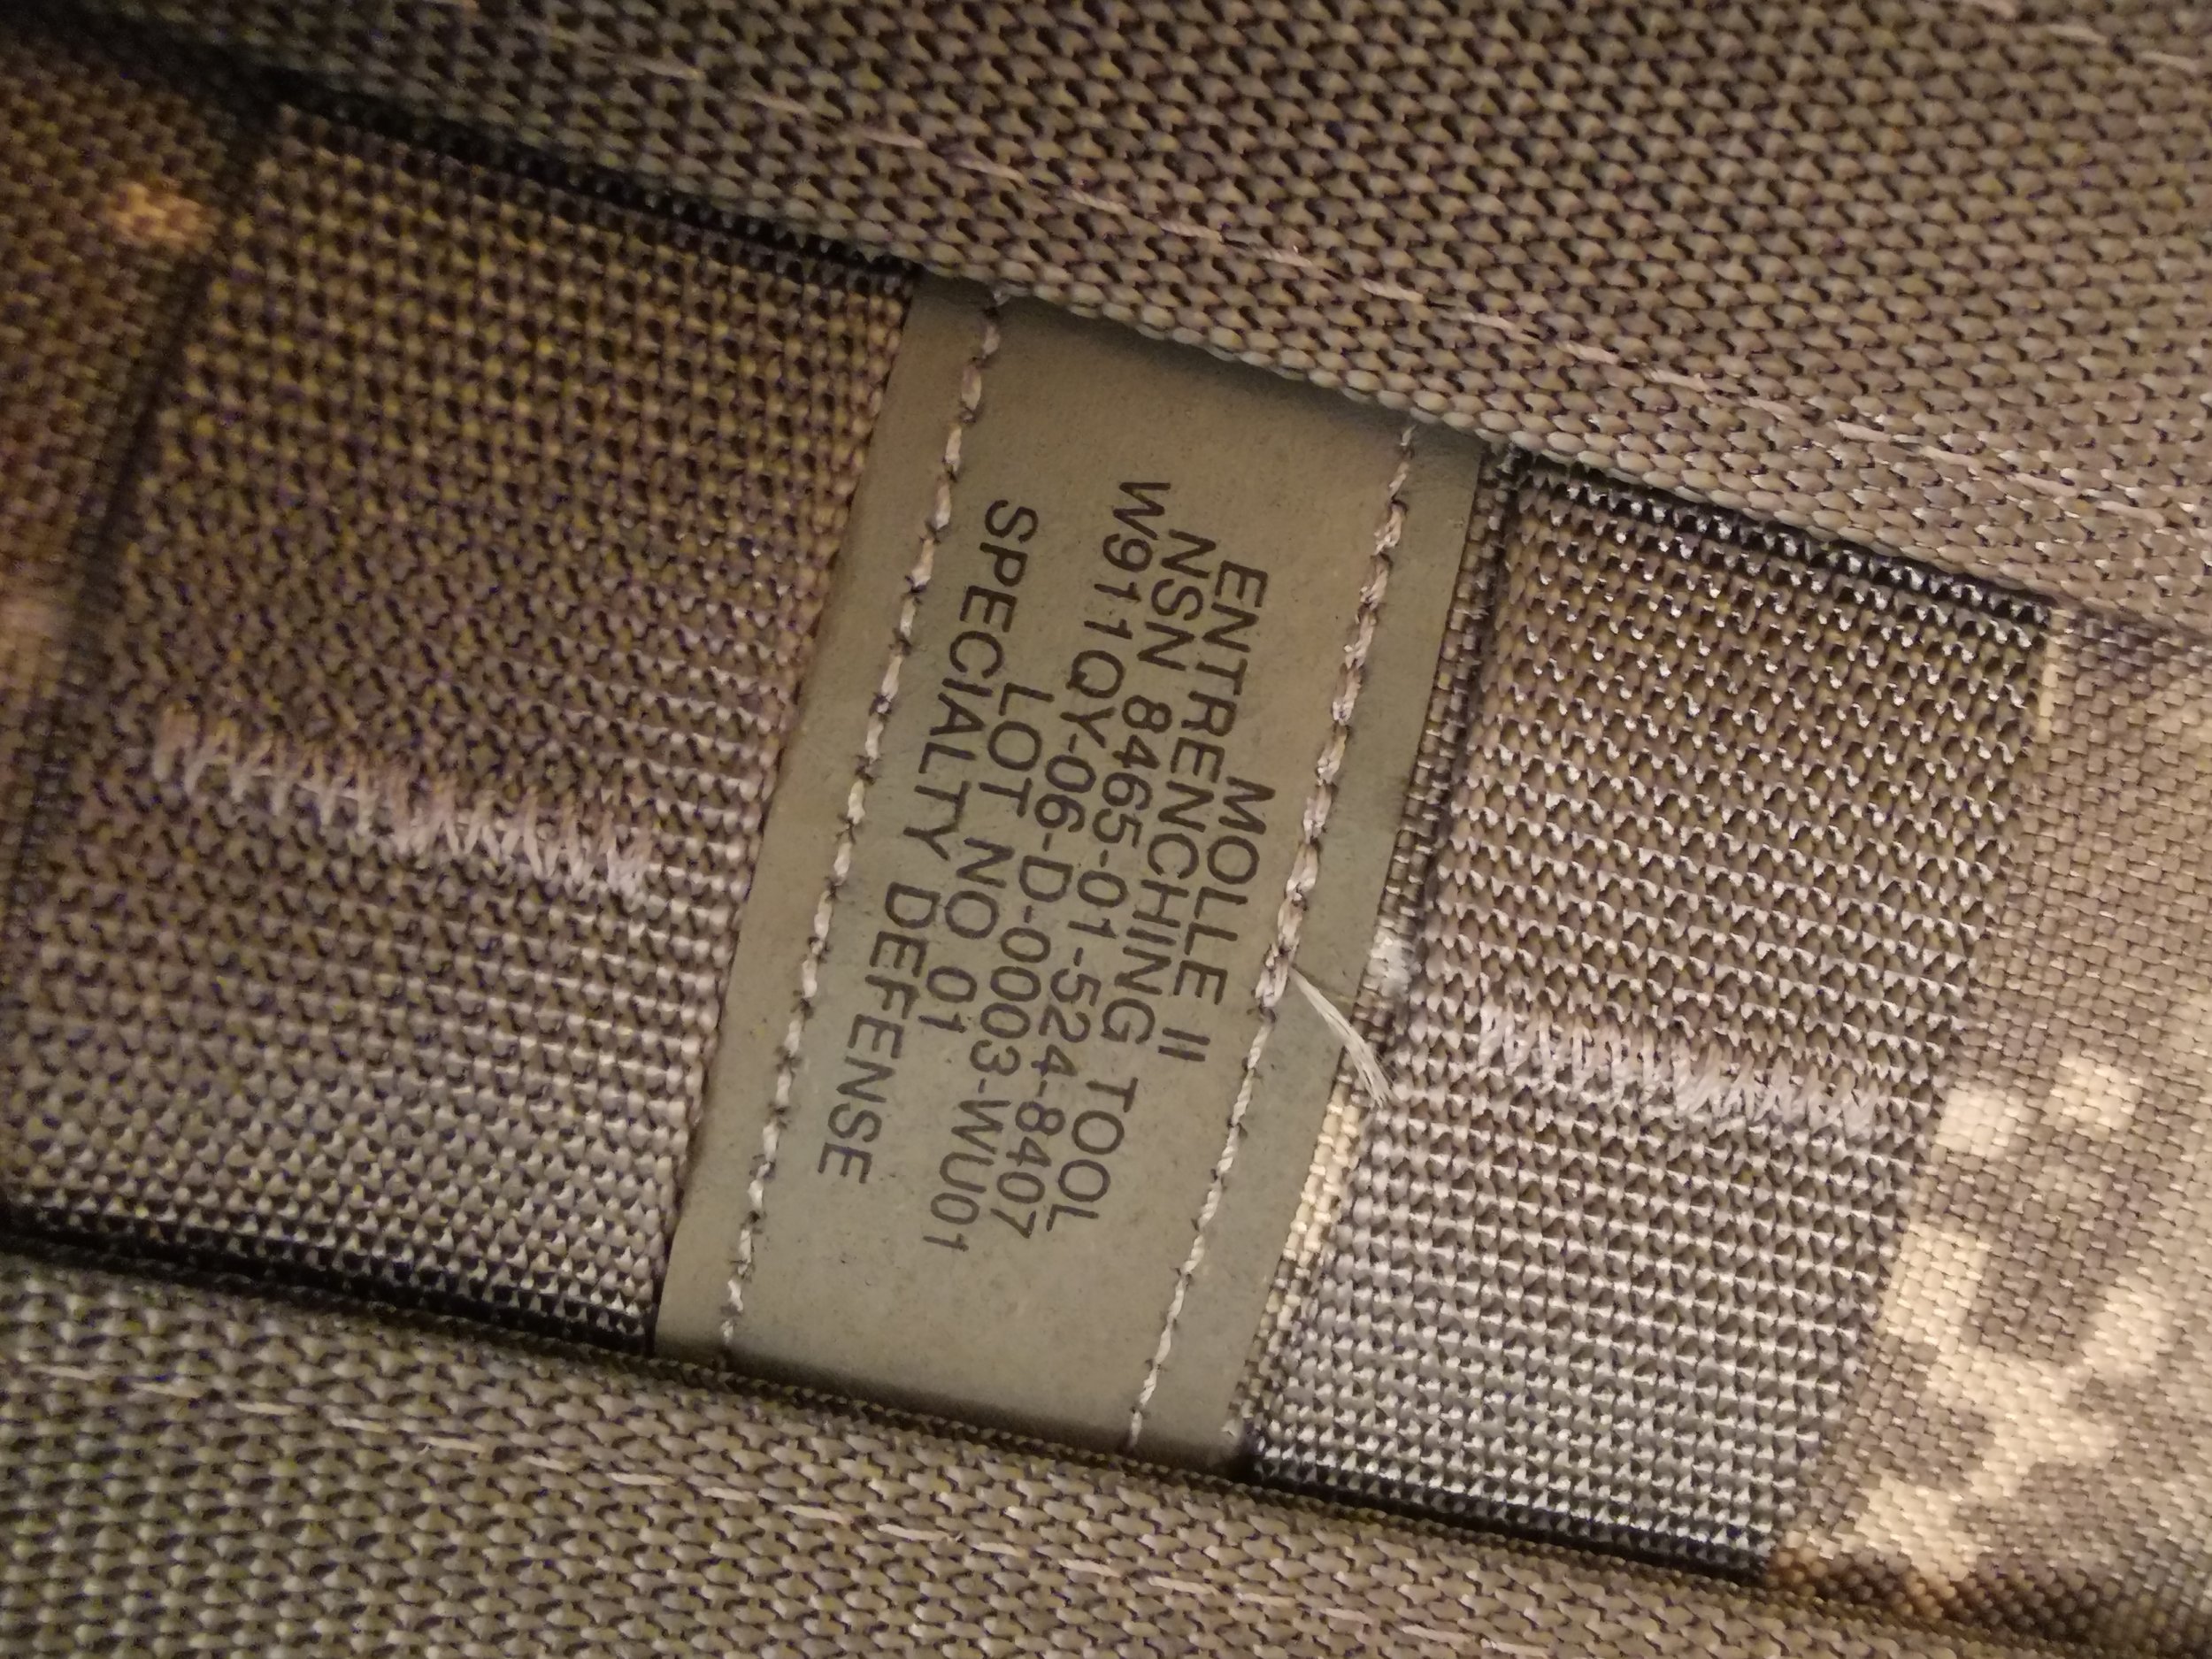 MOLLE II
ENTRENCHING TOOL
NSN 8465-01-524-8407
W911QY-06-D-0003-WU01
LOT NO 01
SPECIALTY DEFENSE